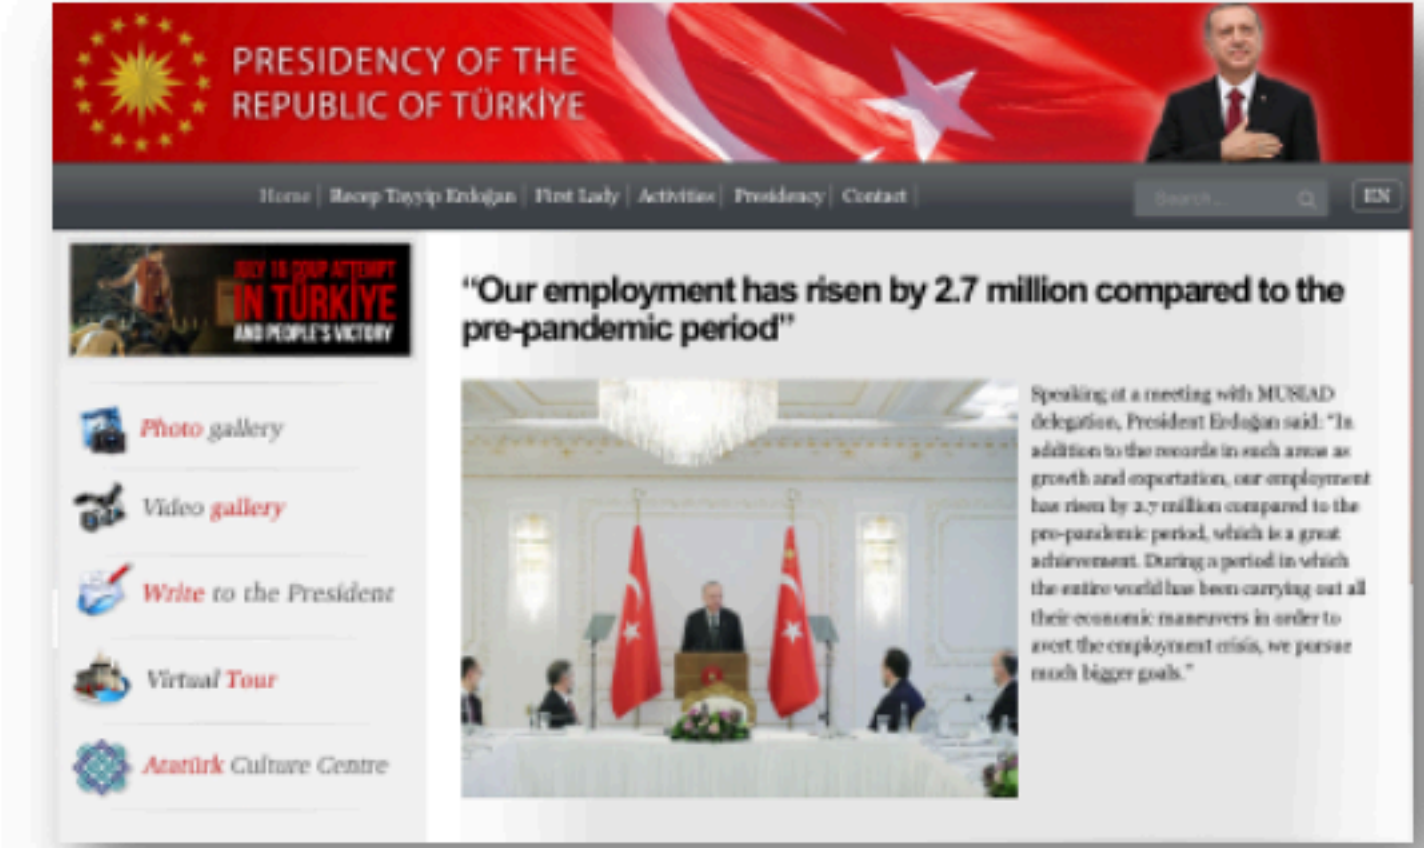 PRESIDENCY OF THE
REPUBLIC OF TÜRKİYE
Home | Recep Tayyip Erdoğan | First Lady | Activities | Presidency | Contact |
Search...
EN
JULY 15 COUP ATTEMPT
IN TÜRKİYE
AND PEOPLE'S VICTORY
Photo gallery
Video gallery
Write to the President
Virtual Tour
Atatürk Culture Centre
“Our employment has risen by 2.7 million compared to the
pre-pandemic period”
Speaking at a meeting with MUSIAD
delegation, President Erdoğan said: “In
addition to the records in such areas as
growth and exportation, our employment
has risen by 2.7 million compared to the
pre-pandemic period, which is a great
achievement. During a period in which
the entire world has been carrying out all
their economic maneuvers in order to
avert the employment crisis, we pursue
much bigger goals.”